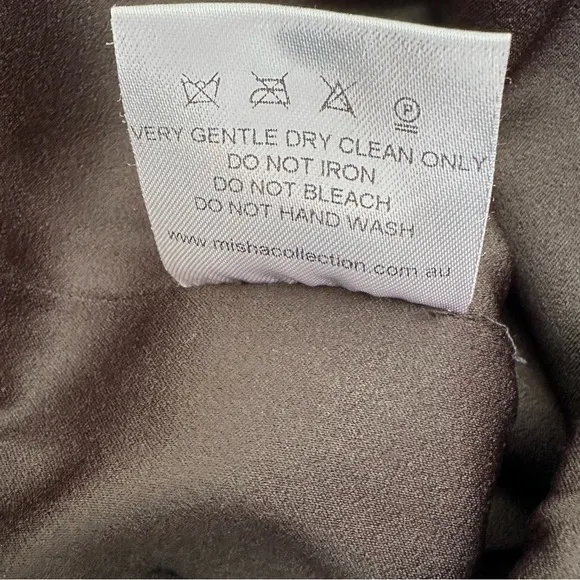 P
VERY GENTLE DRY CLEAN ONLY
DO NOT IRON
DO NOT BLEACH
DO NOT HAND WASH
www.mishacollection.com.au